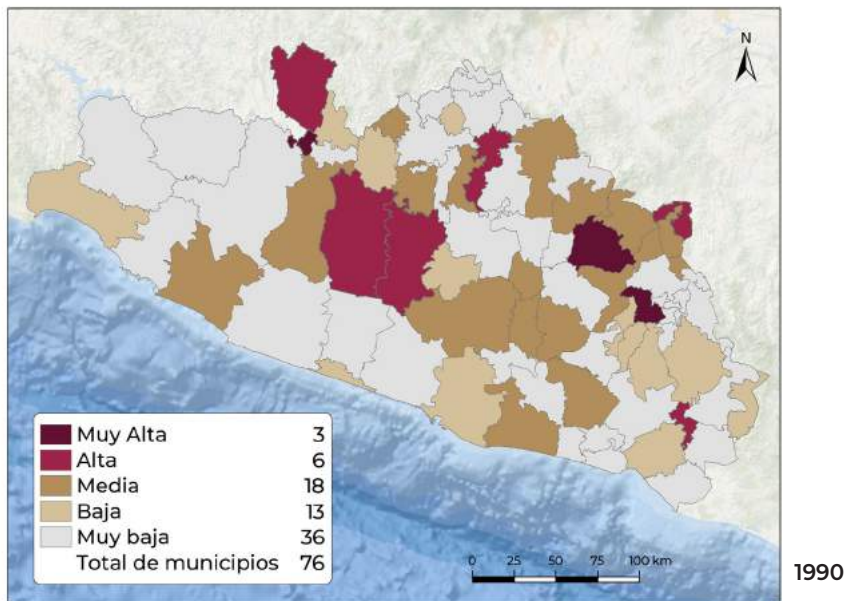 N
Muy Alta 3
Alta 6
Media 18
Baja 13
Muy baja 36
Total de municipios 76
0 25 50 75 100 km
1990